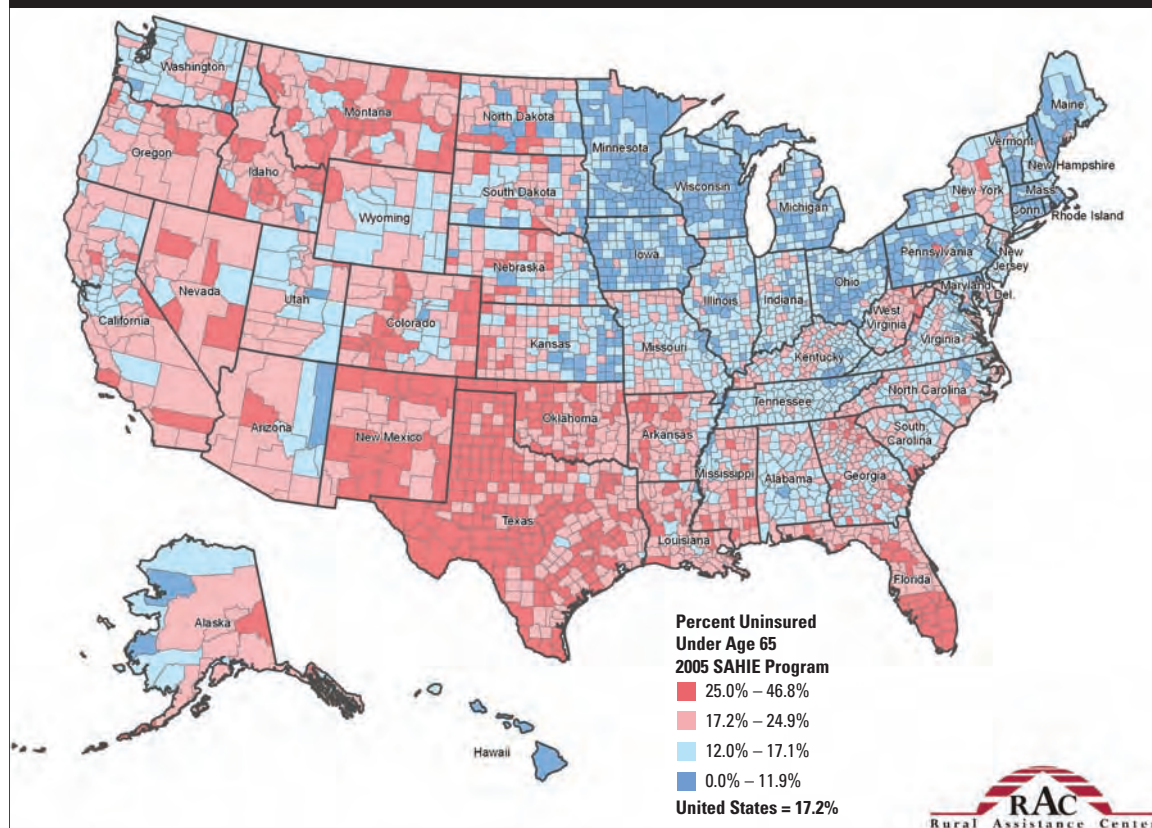 Washington
Montana
North Dakota
Minnesota
Maine
Vermont
New Hampshire
Oregon
Idaho
South Dakota
Wisconsin
Michigan
New York
Mass.
Conn.
Rhode Island
Wyoming
Iowa
Nebraska
Pennsylvania
New
Jersey
Nevada
Utah
Colorado
Illinois
Indiana
Ohio
Maryland
Del.
West
Virginia
Virginia
California
Kansas
Missouri
Kentucky
North Carolina
Tennessee
Arizona
New Mexico
Oklahoma
Arkansas
South
Carolina
Mississippi
Alabama
Georgia
Texas
Louisiana
Florida
Alaska
Hawaii
Percent Uninsured
Under Age 65
2005 SAHIE Program
25.0% – 46.8%
17.2% – 24.9%
12.0% – 17.1%
0.0% – 11.9%
United States = 17.2%
RAC
Rural Assistance Center